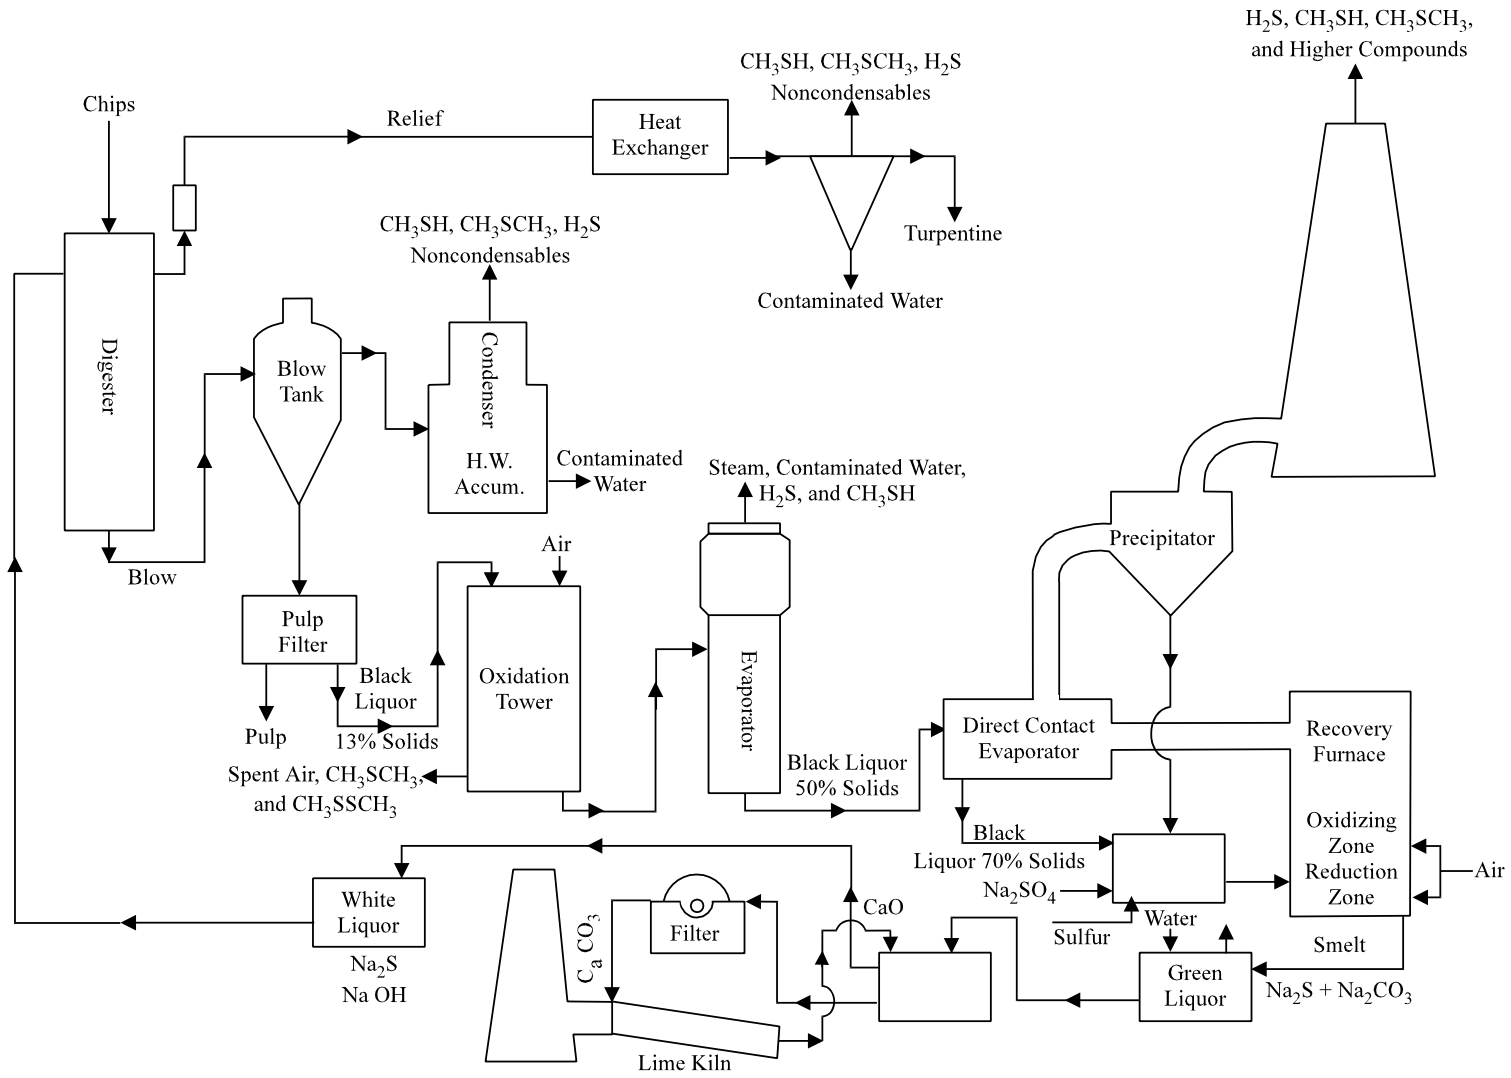 H2S, CH3SH, CH3SCH3,
and Higher Compounds
CH3SH, CH3SCH3, H2S
Noncondensables
Chips
Relief
Heat
Exchanger
CH3SH, CH3SCH3, H2S
Noncondensables
Turpentine
Contaminated Water
Digester
Blow
Tank
Condenser
H.W.
Accum.
Contaminated
Water
Steam, Contaminated Water,
H2S, and CH3SH
Precipitator
Air
Blow
Pulp
Filter
Black
Liquor
13% Solids
Oxidation
Tower
Evaporator
Pulp
Spent Air, CH3SCH3,
and CH3SSCH3
Black Liquor
50% Solids
Direct Contact
Evaporator
Recovery
Furnace
Oxidizing
Zone
Reduction
Zone
Air
Black
Liquor 70% Solids
Na2SO4
Sulfur
Water
Smelt
White
Liquor
Na2S
Na OH
Ca CO3
Filter
CaO
Green
Liquor
Na2S + Na2CO3
Lime Kiln